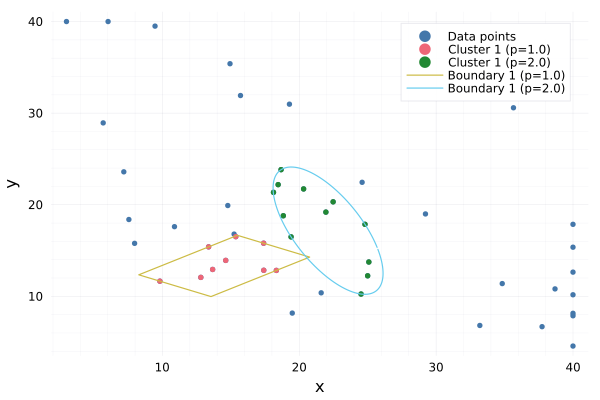 40
30
20
10
y
10
20
30
40
x
Data points
Cluster 1 (p=1.0)
Cluster 1 (p=2.0)
Boundary 1 (p=1.0)
Boundary 1 (p=2.0)